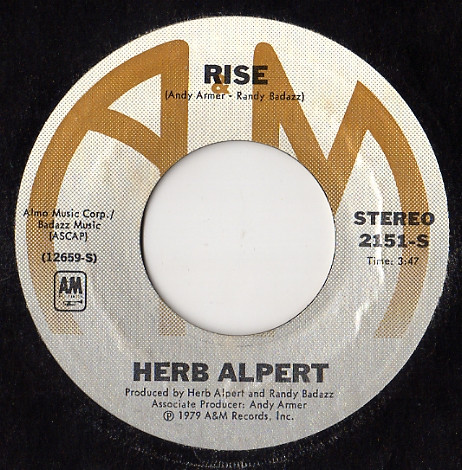 A&M
RISE
(Andy Armer - Randy Badazz)
Almo Music Corp./
Badazz Music
(ASCAP)
(12659-S)
AM
STEREO
2151-S
Time: 3:47
HERB ALPERT
Produced by Herb Alpert and Randy Badazz
Associate Producer: Andy Armer
℗ 1979 A&M Records, Inc.